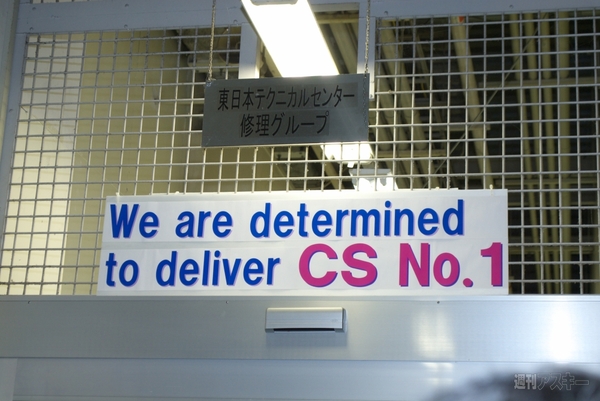 東日本テクニカルセンター
修理グループ
We are determined
to deliver CS No.1
週刊アスキー